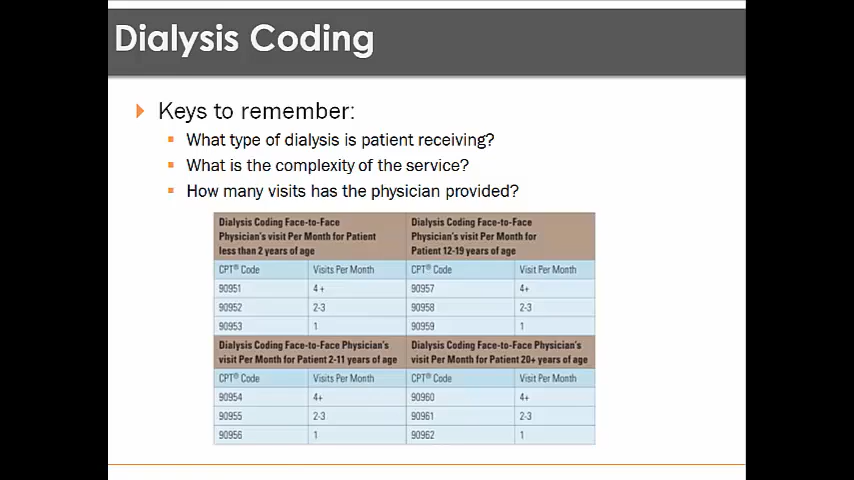 Dialysis Coding
Keys to remember:
What type of dialysis is patient receiving?
What is the complexity of the service?
How many visits has the physician provided?
Dialysis Coding Face-to-Face
Physician's visit Per Month for Patient
less than 2 years of age
CPT® Code Visits Per Month
90951 4 +
90952 2-3
90953 1
Dialysis Coding Face-to-Face
Physician's visit Per Month for
Patient 12-19 years of age
CPT® Code Visit Per Month
90957 4+
90958 2-3
90959 1
Dialysis Coding Face-to-Face Physician's
visit Per Month for Patient 2-11 years of age
CPT® Code Visits Per Month
90954 4+
90955 2-3
90956 1
Dialysis Coding Face-to-Face Physician's
visit Per Month for Patient 20+ years of age
CPT® Code Visit Per Month
90960 4+
90961 2-3
90962 1